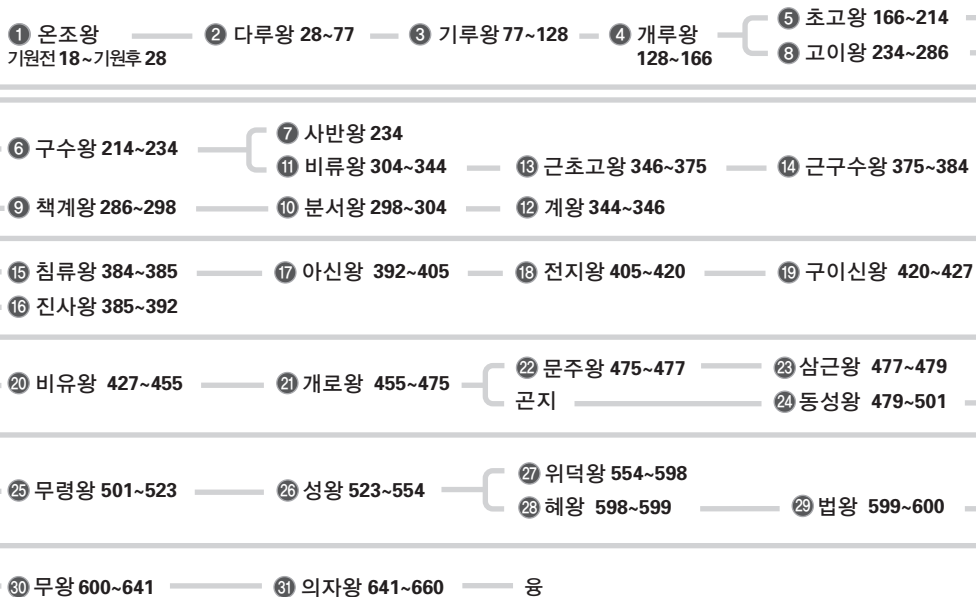 ❶ 온조왕 ❷ 다루왕 28~77 ❸ 기루왕 77~128 ❹ 개루왕 ❺ 초고왕 166~214
기원전 18 ~ 기원후 28 128~166 ❽ 고이왕 234~286
❻ 구수왕 214~234 ❼ 사반왕 234
⓫ 비류왕 304~344 ⓭ 근초고왕 346~375 ⓮ 근구수왕 375~384
❾ 책계왕 286~298 ❿ 분서왕 298~304 ⓬ 계왕 344~346
⓯ 침류왕 384~385 ⓱ 아신왕 392~405 ⓲ 전지왕 405~420 ⓳ 구이신왕 420~427
⓰ 진사왕 385~392
⓴ 비유왕 427~455 ㉑ 개로왕 455~475 ㉒ 문주왕 475~477 ㉓ 삼근왕 477~479
곤지 ㉔ 동성왕 479~501
㉕ 무령왕 501~523 ㉖ 성왕 523~554 ㉗ 위덕왕 554~598
㉘ 혜왕 598~599 ㉙ 법왕 599~600
㉚ 무왕 600~641 ㉛ 의자왕 641~660 융